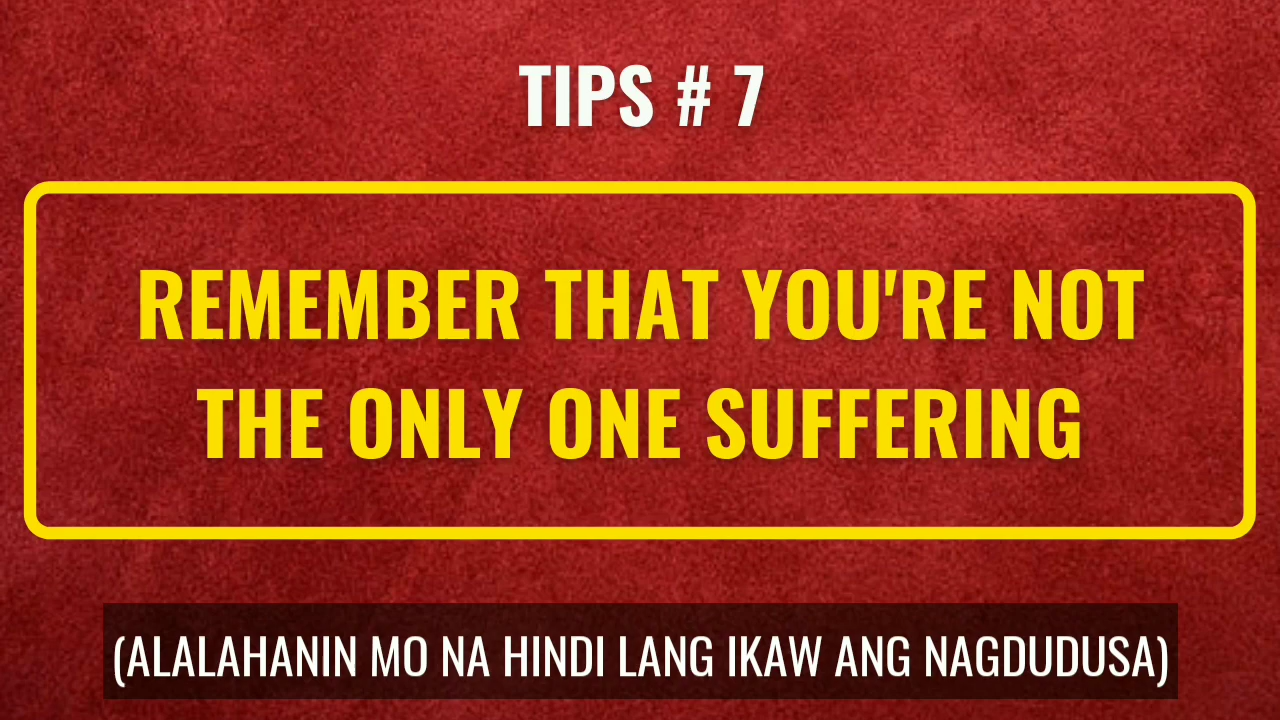 TIPS # 7
REMEMBER THAT YOU'RE NOT
THE ONLY ONE SUFFERING
(ALALAHANIN MO NA HINDI LANG IKAW ANG NAGDUDUSA)